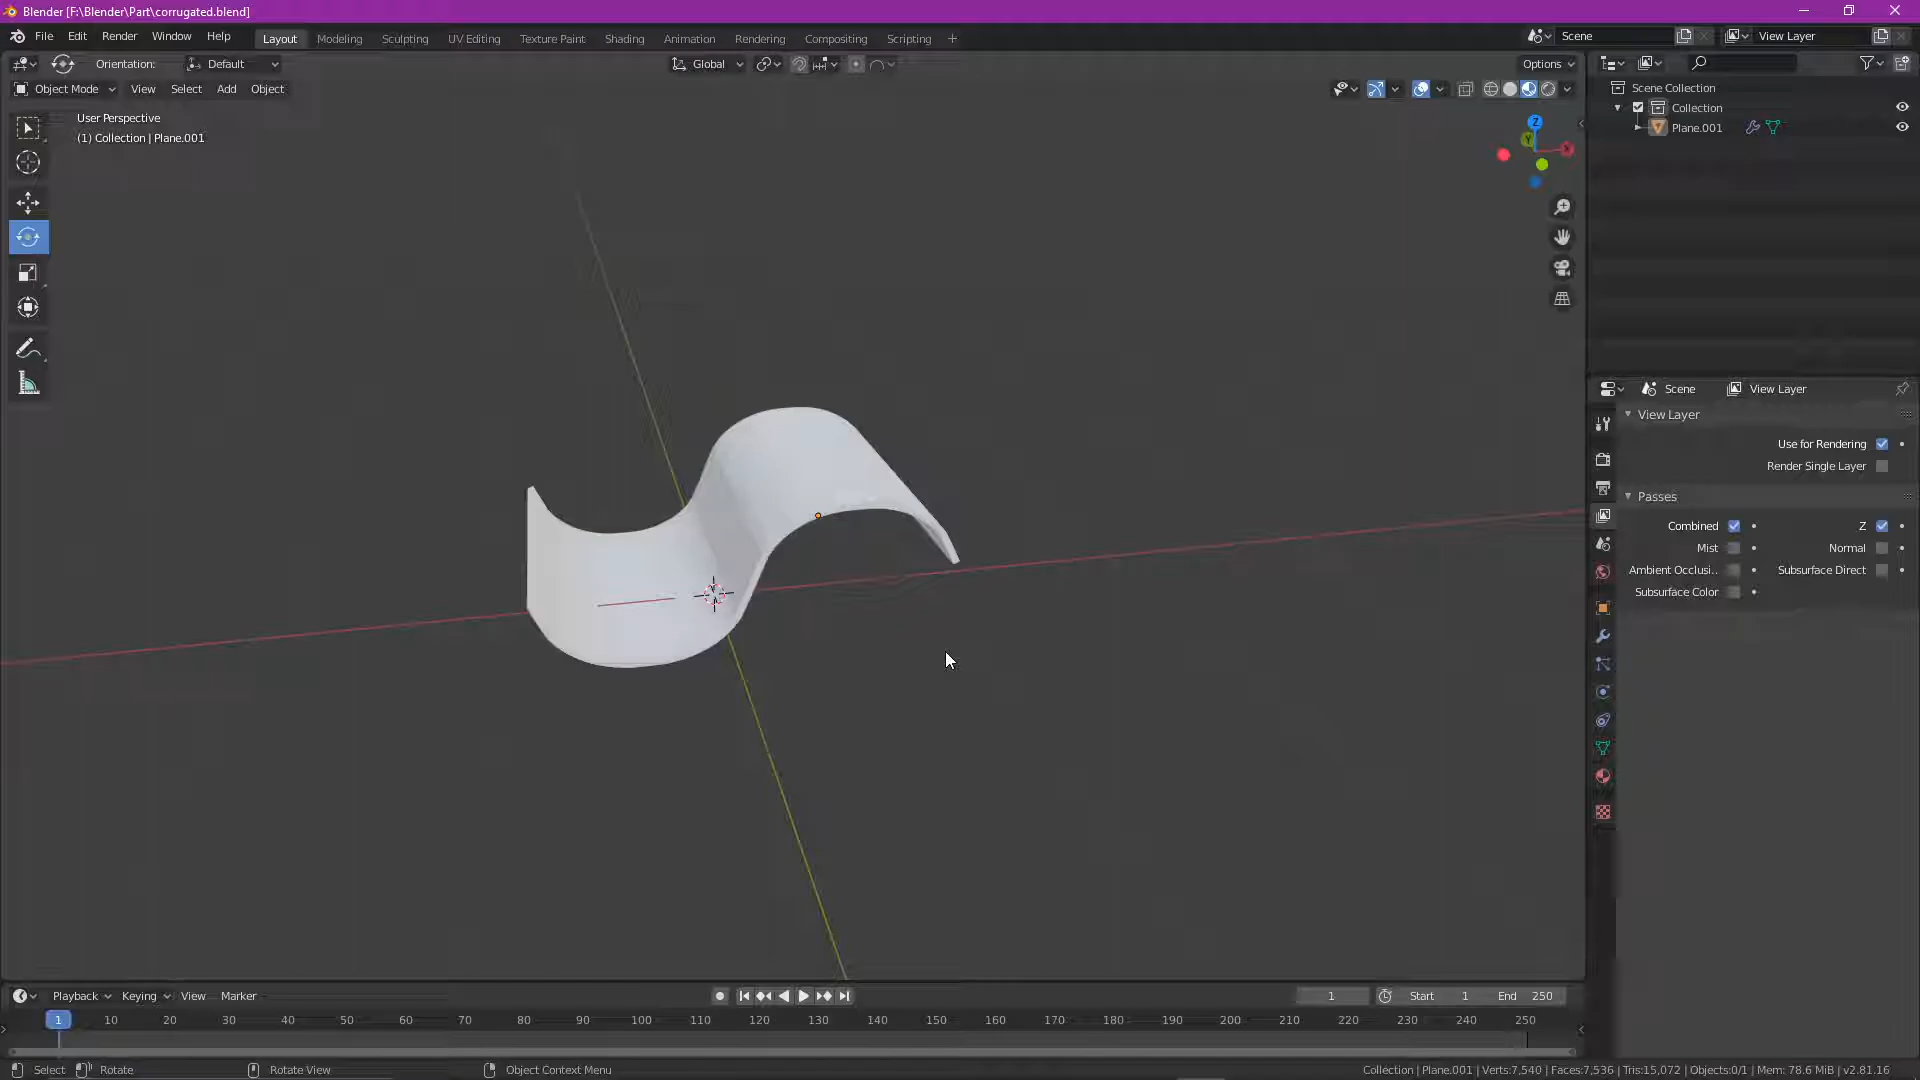 Blender [F:\Blender\Part\corrugated.blend]
File Edit Render Window Help Layout Modeling Sculpting UV Editing Texture Paint Shading Animation Rendering Compositing Scripting + Scene View Layer
Orientation: Default Global Options
Object Mode View Select Add Object
User Perspective
(1) Collection | Plane.001
Z
Y
X
Scene Collection
Collection
Plane.001
Scene View Layer
View Layer
Use for Rendering
Render Single Layer
Passes
Combined Z
Mist Normal
Ambient Occlusi.. Subsurface Direct
Subsurface Color
Playback Keying View Marker 1 Start 1 End 250
1 10 20 30 40 50 60 70 80 90 100 110 120 130 140 150 160 170 180 190 200 210 220 230 240 250
Select Rotate Rotate View Object Context Menu Collection | Plane.001 | Verts:7,540 | Faces:7,536 | Tris:15,072 | Objects:0/1 | Mem: 78.6 MiB | v2.81.16